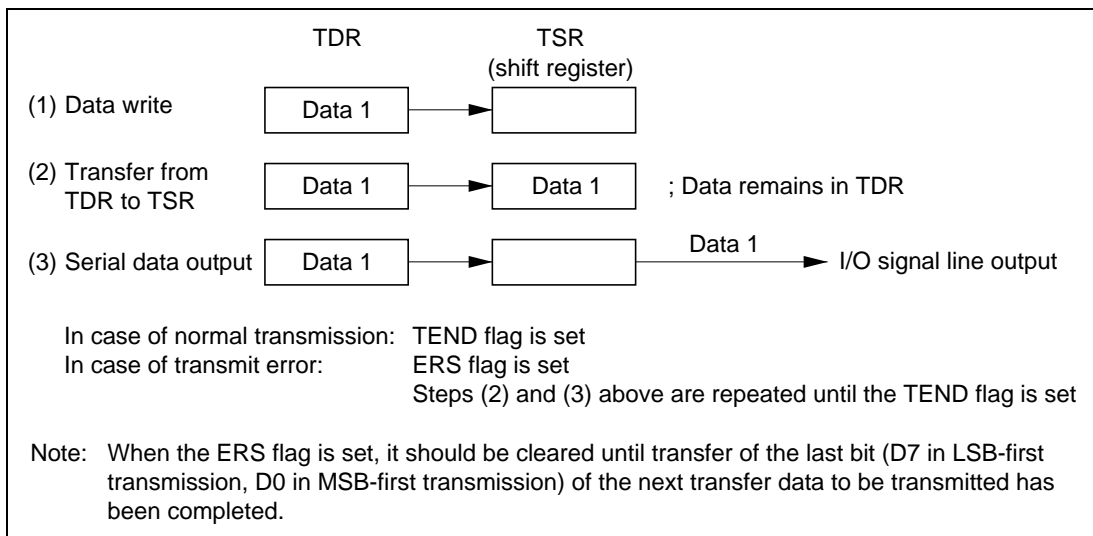 TDR TSR
(shift register)
(1) Data write Data 1
(2) Transfer from
TDR to TSR Data 1 Data 1 ; Data remains in TDR
(3) Serial data output Data 1 Data 1 I/O signal line output
In case of normal transmission: TEND flag is set
In case of transmit error: ERS flag is set
Steps (2) and (3) above are repeated until the TEND flag is set
Note: When the ERS flag is set, it should be cleared until transfer of the last bit (D7 in LSB-first
transmission, D0 in MSB-first transmission) of the next transfer data to be transmitted has
been completed.